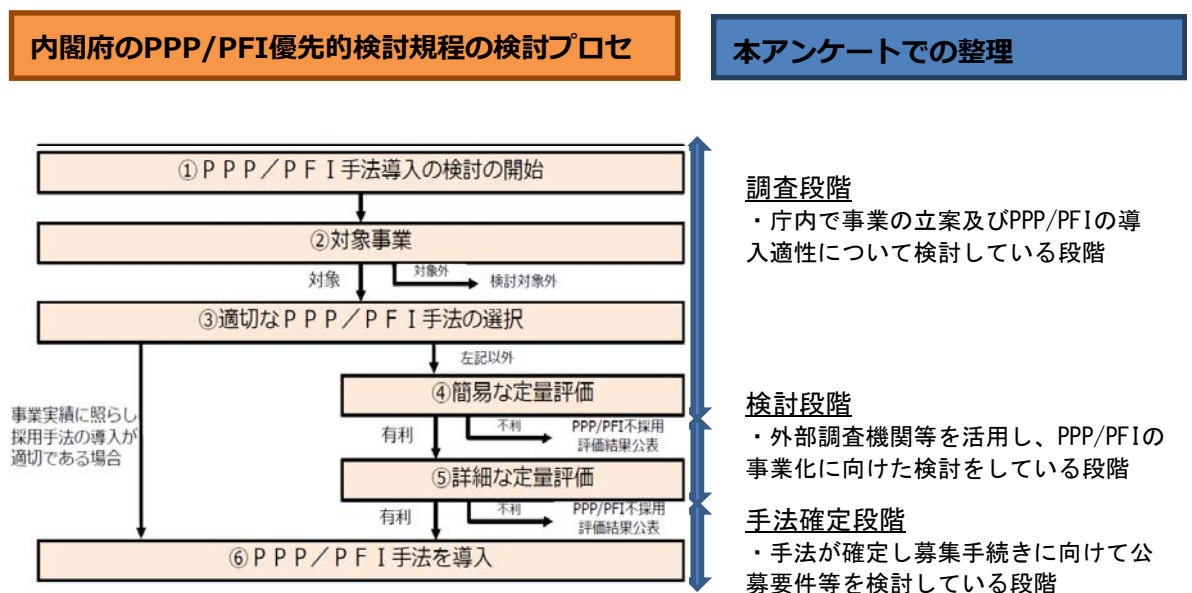 内閣府のPPP/PFI優先的検討規程の検討プロセ
本アンケートでの整理
①ＰＰＰ／ＰＦＩ手法導入の検討の開始
②対象事業
対象
対象外
検討対象外
③適切なＰＰＰ／ＰＦＩ手法の選択
左記以外
事業実績に照らし
採用手法の導入が
適切である場合
④簡易な定量評価
有利
不利
PPP/PFI不採用
評価結果公表
⑤詳細な定量評価
有利
不利
PPP/PFI不採用
評価結果公表
⑥ＰＰＰ／ＰＦＩ手法を導入
調査段階
・庁内で事業の立案及びPPP/PFIの導
入適性について検討している段階
検討段階
・外部調査機関等を活用し、PPP/PFIの
事業化に向けた検討をしている段階
手法確定段階
・手法が確定し募集手続きに向けて公
募要件等を検討している段階